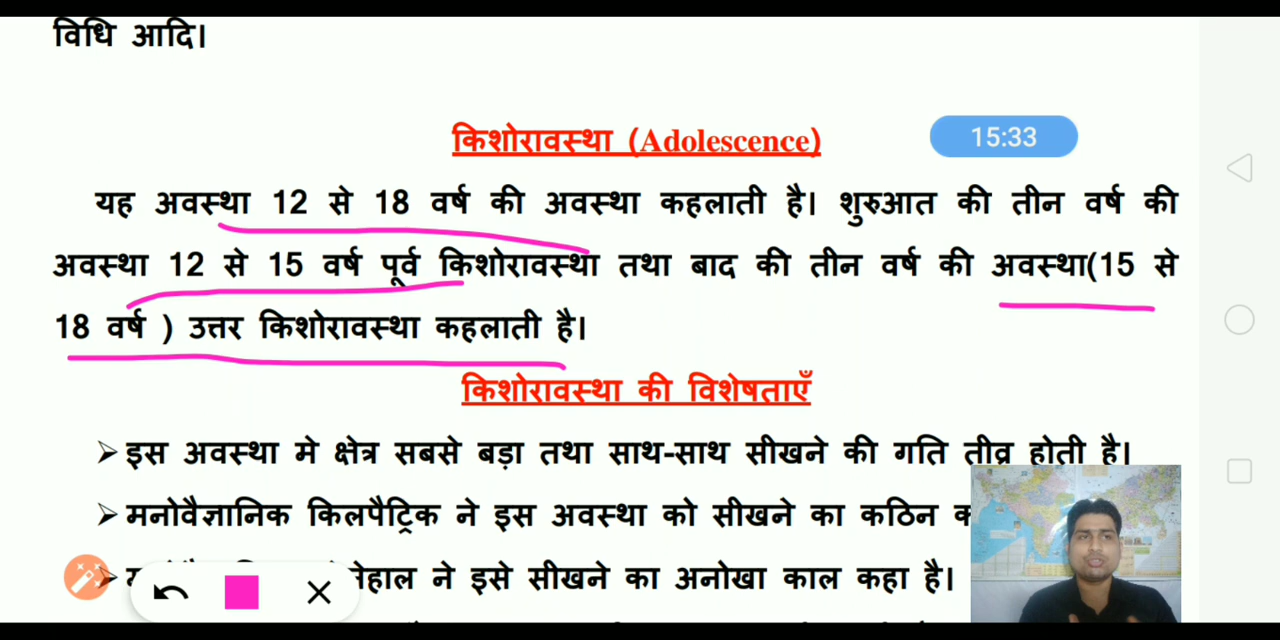 विधि आदि।
किशोरावस्था (Adolescence)
15:33
यह अवस्था 12 से 18 वर्ष की अवस्था कहलाती है। शुरुआत की तीन वर्ष की
अवस्था 12 से 15 वर्ष पूर्व किशोरावस्था तथा बाद की तीन वर्ष की अवस्था(15 से
18 वर्ष ) उत्तर किशोरावस्था कहलाती है।
किशोरावस्था की विशेषताएँ
➢ इस अवस्था मे क्षेत्र सबसे बड़ा तथा साथ-साथ सीखने की गति तीव्र होती है।
➢ मनोवैज्ञानिक किलपैट्रिक ने इस अवस्था को सीखने का कठिन
ने इसे सीखने का अनोखा काल कहा है।